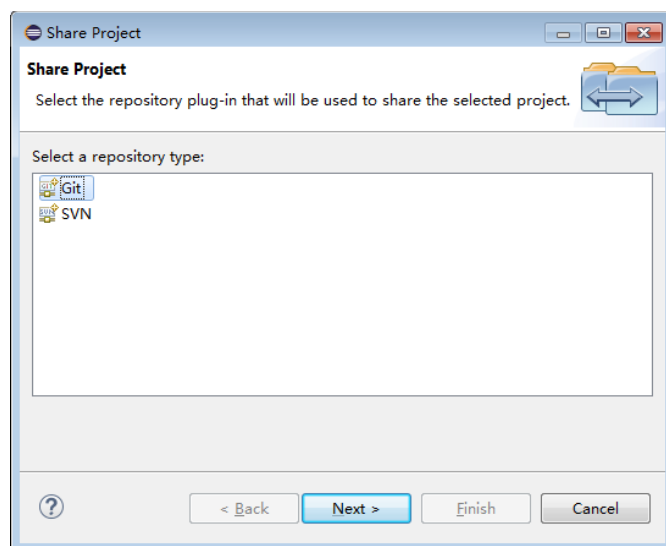 Share Project
Share Project
Select the repository plug-in that will be used to share the selected project.
Select a repository type:
Git
SVN
< Back
Next >
Finish
Cancel